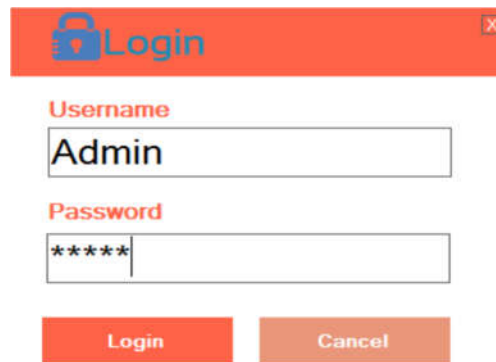 Login
X
Username
Admin
Password
*****
Login Cancel